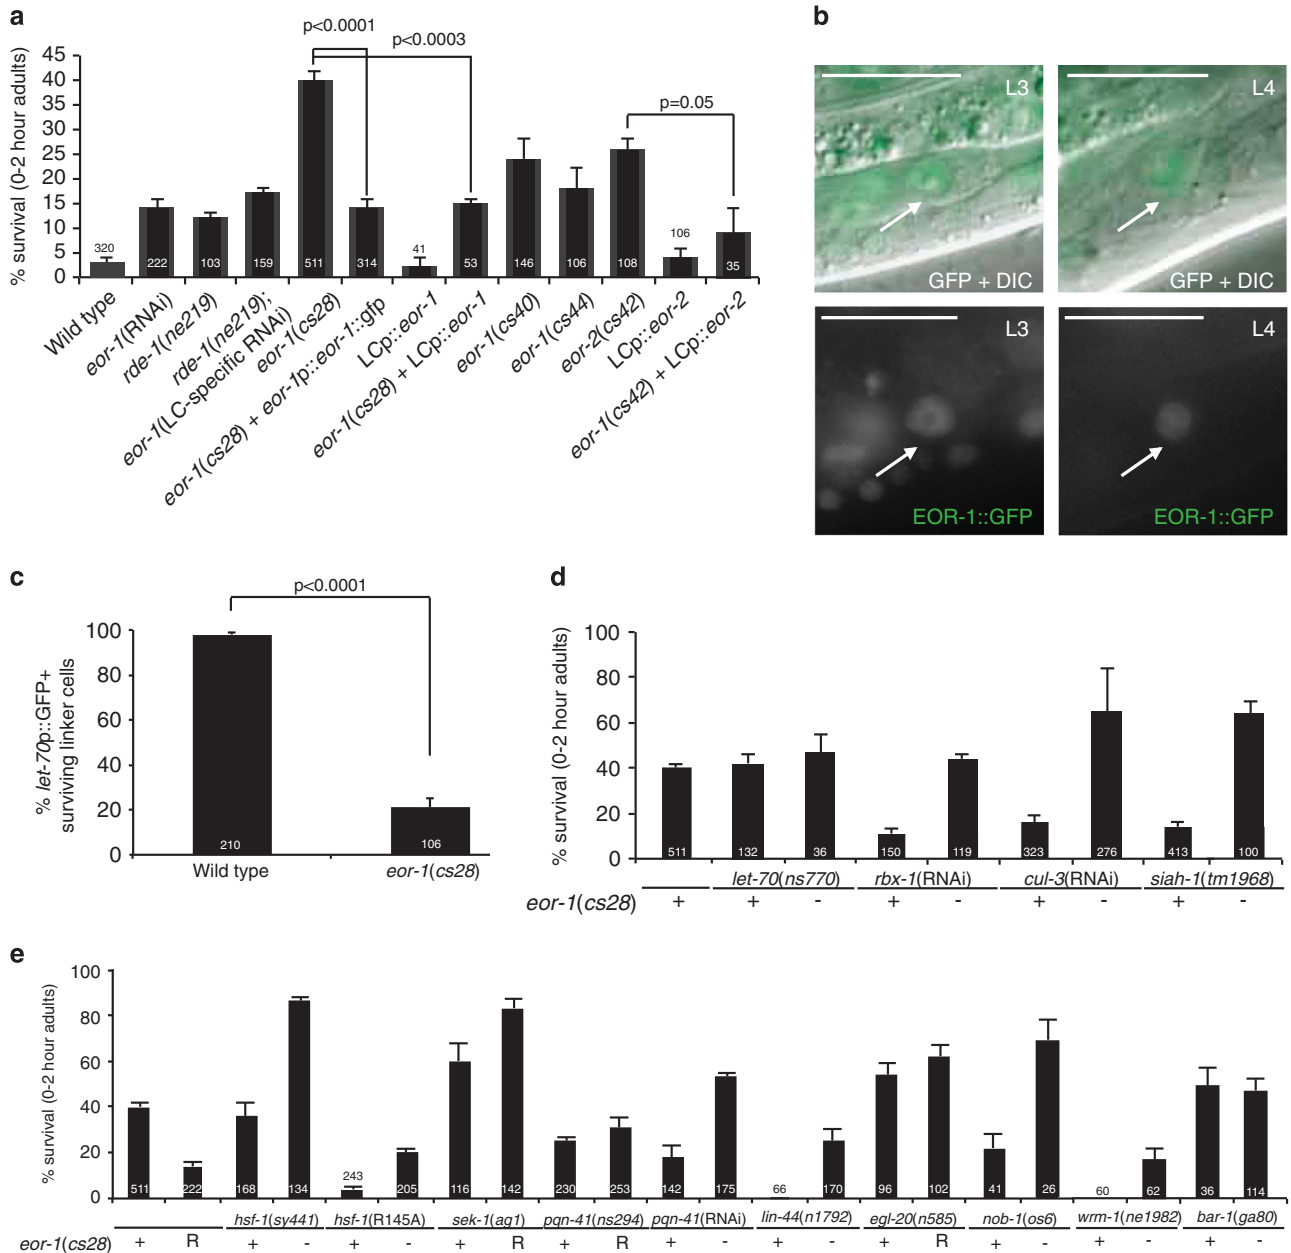 a
% survival (0-2 hour adults)
45
40
35
30
25
20
15
10
5
0
p<0.0001
p<0.0003
p=0.05
320
222
103
159
511
314
41
53
146
106
108
106
35
Wild type
eor-1(RNAi)
rde-1(ne219)
rde-1(ne219);
eor-1(LC-specific RNAi)
eor-1(cs28)
eor-1(cs28) + eor-1p::eor-1::gfp
LCp::eor-1
eor-1(cs28) + LCp::eor-1
eor-1(cs40)
eor-1(cs44)
eor-2(cs42)
LCp::eor-2
eor-1(cs42) + LCp::eor-2
b
L3
GFP + DIC
L4
GFP + DIC
L3
EOR-1::GFP
L4
EOR-1::GFP
c
% let-70p::GFP+
surviving linker cells
100
80
60
40
20
0
p<0.0001
210
106
Wild type
eor-1(cs28)
d
% survival (0-2 hour adults)
100
80
60
40
20
0
511
132
36
150
119
323
276
413
100
let-70(ns770)
rbx-1(RNAi)
cul-3(RNAi)
siah-1(tm1968)
eor-1(cs28)
+ + - + - + - + -
e
% survival (0-2 hour adults)
100
80
60
40
20
0
511
222
168
134
243
205
116
142
230
253
142
175
66
170
96
102
41
26
60
62
36
114
hsf-1(sy441)
hsf-1(R145A)
sek-1(ag1)
pqn-41(ns294)
pqn-41(RNAi)
lin-44(n1792)
egl-20(n585)
nob-1(os6)
wrm-1(ne1982)
bar-1(ga80)
eor-1(cs28)
+ R + - + - + R + R + - + - + R + - + - + -